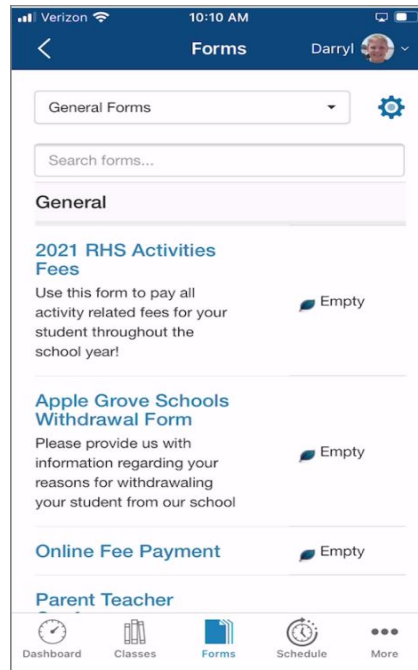 Verizon 10:10 AM
Forms Darryl
General Forms
Search forms...
General
2021 RHS Activities
Fees
Use this form to pay all
activity related fees for your
student throughout the
school year!
Empty
Apple Grove Schools
Withdrawal Form
Please provide us with
information regarding your
reasons for withdrawaling
your student from our school
Empty
Online Fee Payment Empty
Parent Teacher
Dashboard Classes Forms Schedule More